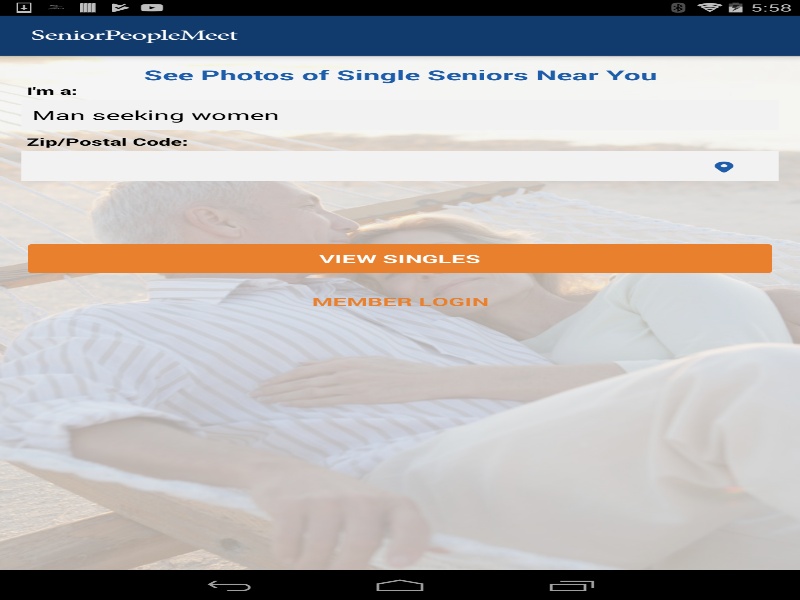 5:58
SeniorPeopleMeet
See Photos of Single Seniors Near You
I'm a:
Man seeking women
Zip/Postal Code:
VIEW SINGLES
MEMBER LOGIN